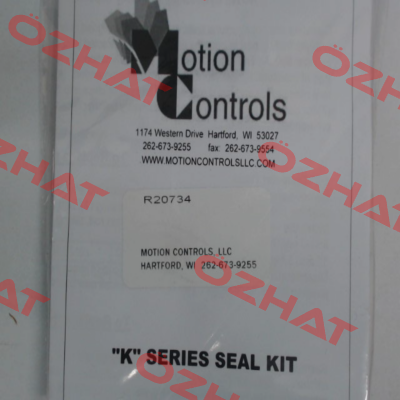 Motion
Controls
1174 Western Drive Hartford, WI 53027
262-673-9255 fax: 262-673-9554
WWW.MOTIONCONTROLSLLC.COM
R20734
MOTION CONTROLS, LLC
HARTFORD, WI 262-673-9255
"K" SERIES SEAL KIT
ÖZHAT
ÖZHAT
ÖZHAT
ÖZHAT
ÖZHAT
ÖZHAT